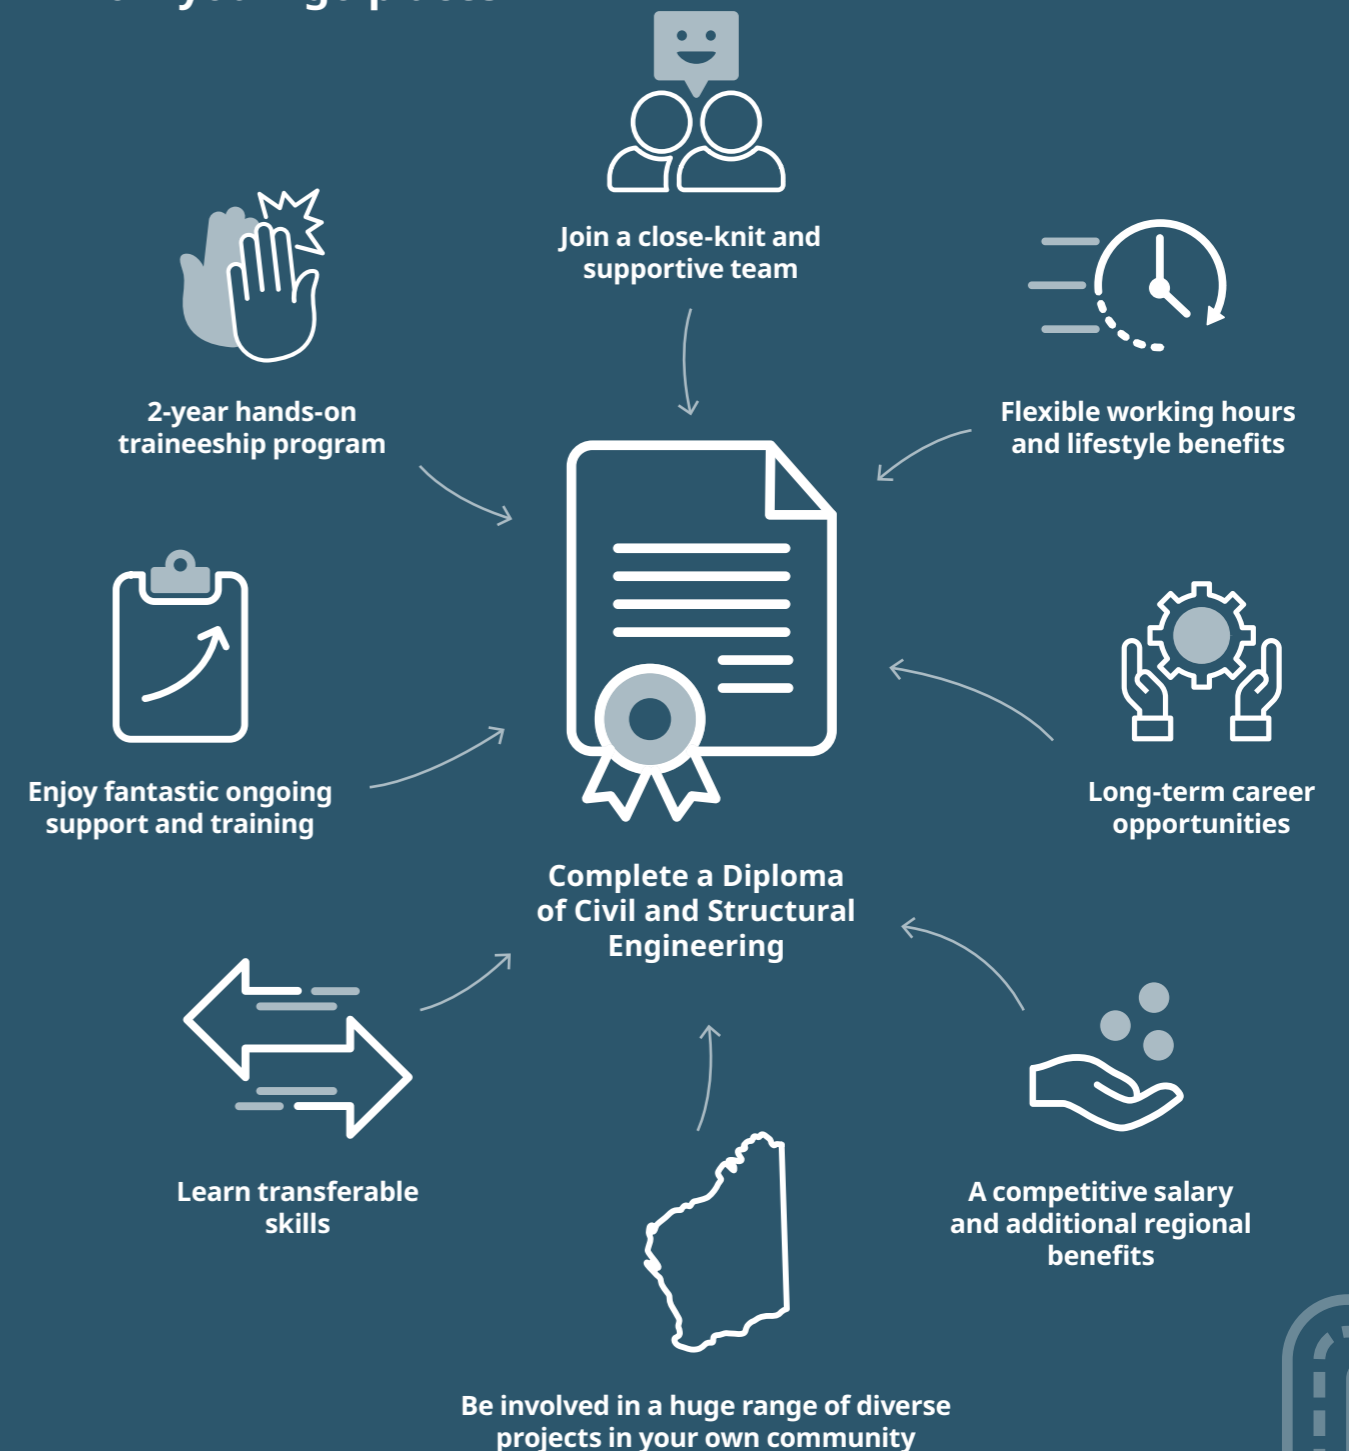 Join a close-knit and
supportive team
2-year hands-on
traineeship program
Flexible working hours
and lifestyle benefits
Enjoy fantastic ongoing
support and training
Long-term career
opportunities
Complete a Diploma
of Civil and Structural
Engineering
Learn transferable
skills
A competitive salary
and additional regional
benefits
Be involved in a huge range of diverse
projects in your own community